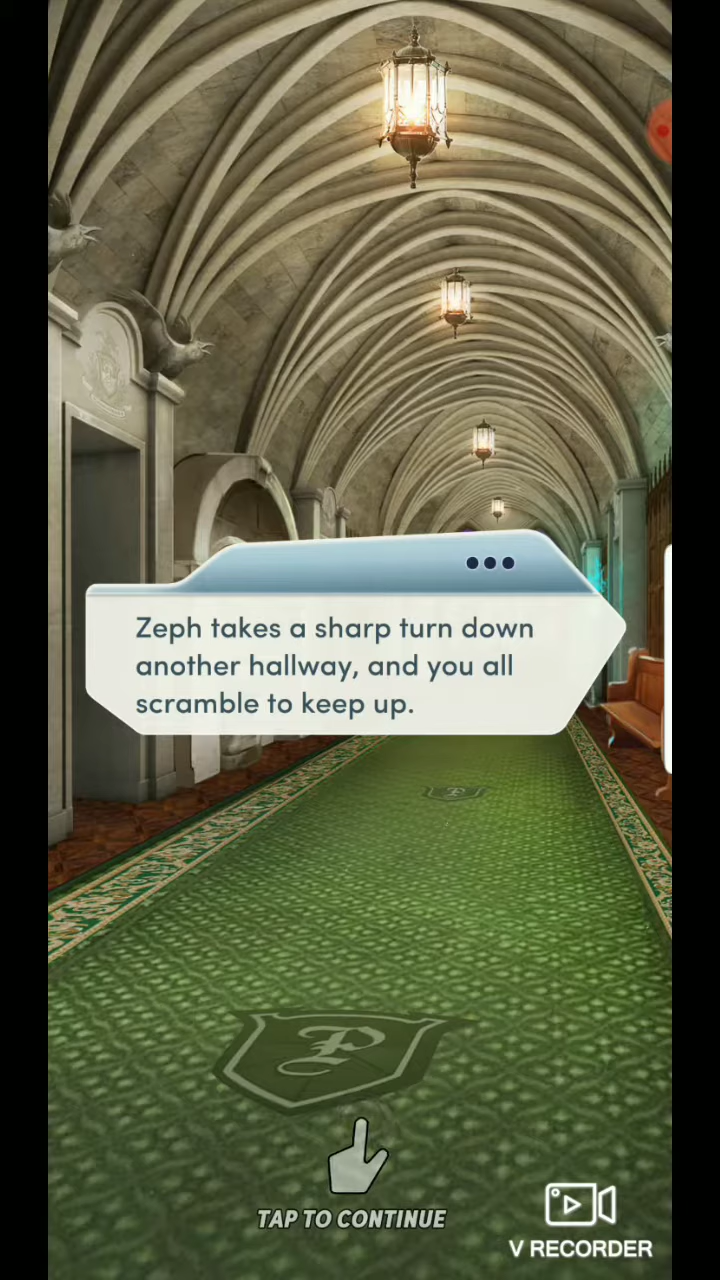 Zeph takes a sharp turn down
another hallway, and you all
scramble to keep up.
P
P
TAP TO CONTINUE
V RECORDER